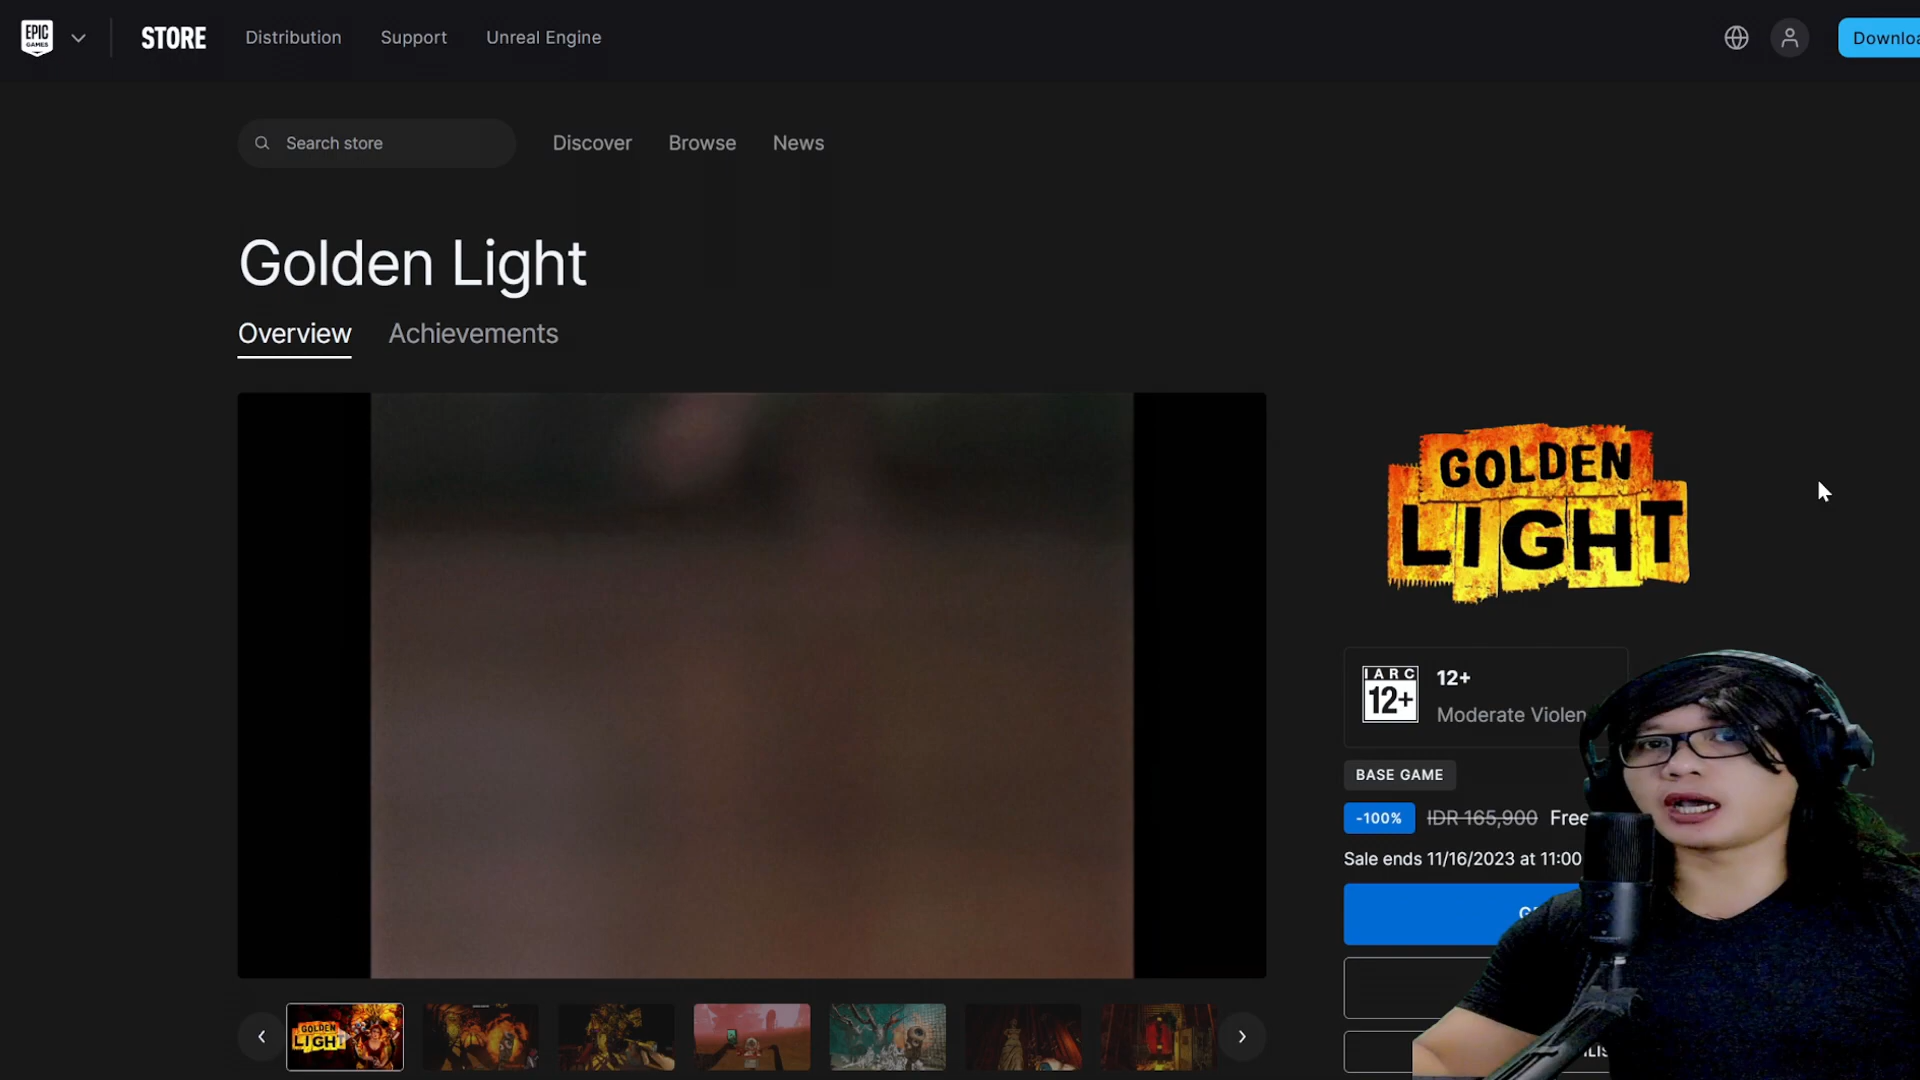 EPIC
GAMES
STORE
Distribution
Support
Unreal Engine
Search store
Discover
Browse
News
Golden Light
Overview
Achievements
GOLDEN
LIGHT
IARC
12+
12+
Moderate Violen
BASE GAME
-100%
IDR 165,900
Free
Sale ends 11/16/2023 at 11:00
GOLDEN
LIGHT